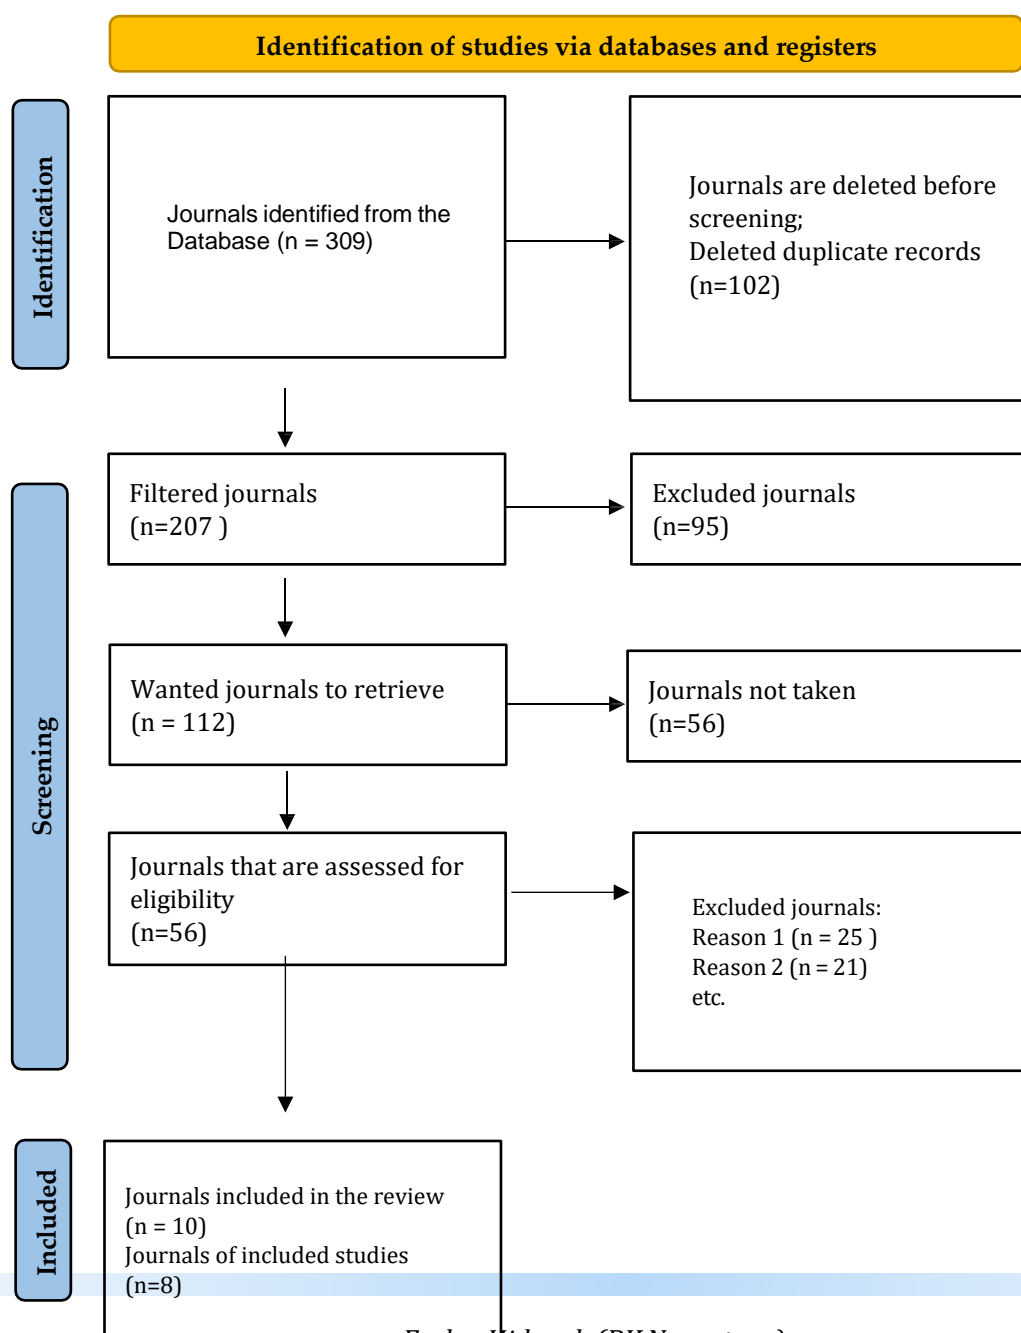 Identification of studies via databases and registers
Identification
Journals identified from the
Database (n = 309)
Journals are deleted before
screening;
Deleted duplicate records
(n=102)
Screening
Filtered journals
(n=207 )
Excluded journals
(n=95)
Wanted journals to retrieve
(n = 112)
Journals not taken
(n=56)
Journals that are assessed for
eligibility
(n=56)
Excluded journals:
Reason 1 (n = 25 )
Reason 2 (n = 21)
etc.
Included
Journals included in the review
(n = 10)
Journals of included studies
(n=8)